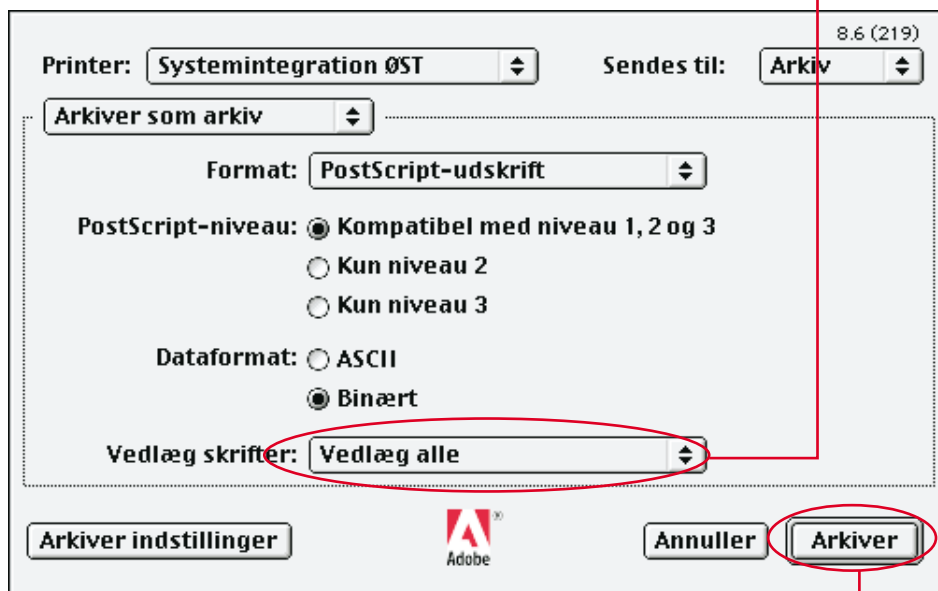 8.6 (219)
Printer: Systemintegration ØST Sendes til: Arkiv
Arkiver som arkiv
Format: PostScript-udskrift
PostScript-niveau: Kompatibel med niveau 1, 2 og 3
Kun niveau 2
Kun niveau 3
Dataformat: ASCII
Binært
Vedlæg skrifter: Vedlæg alle
Arkiver indstillinger Adobe® Annuller Arkiver